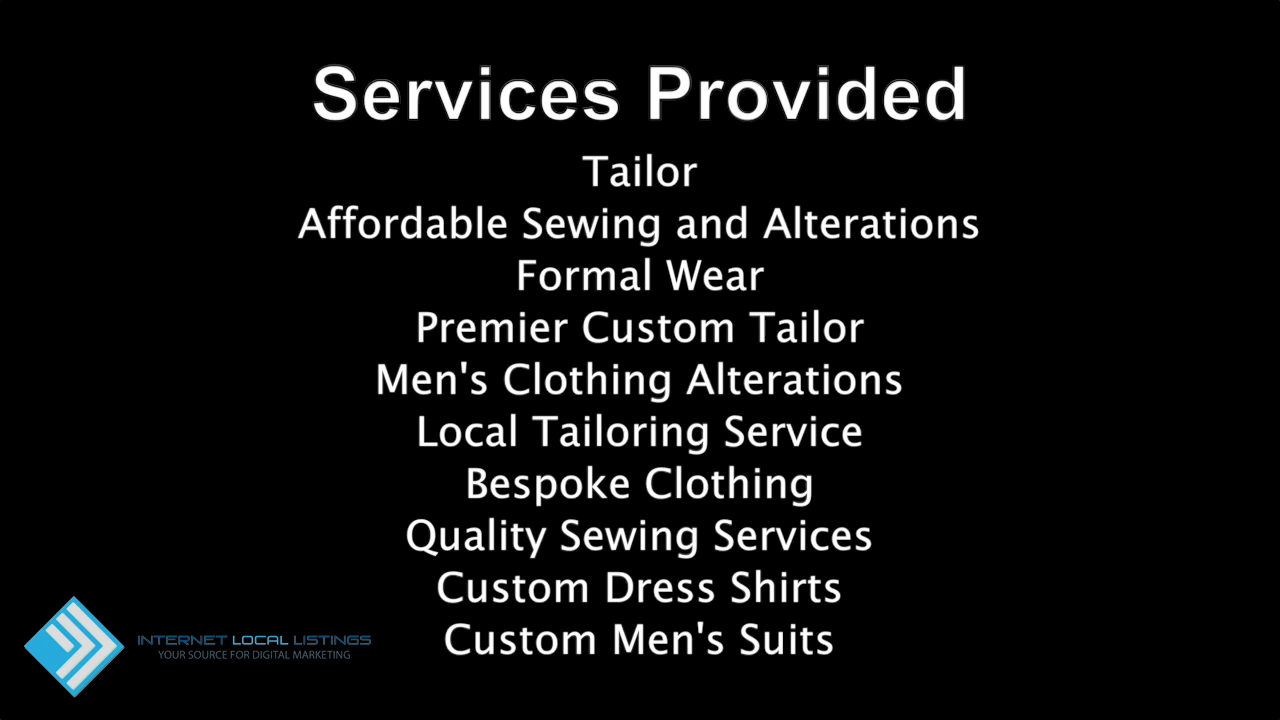 Services Provided
Tailor
Affordable Sewing and Alterations
Formal Wear
Premier Custom Tailor
Men's Clothing Alterations
Local Tailoring Service
Bespoke Clothing
Quality Sewing Services
Custom Dress Shirts
Custom Men's Suits
INTERNET LOCAL LISTINGS
YOUR SOURCE FOR DIGITAL MARKETING